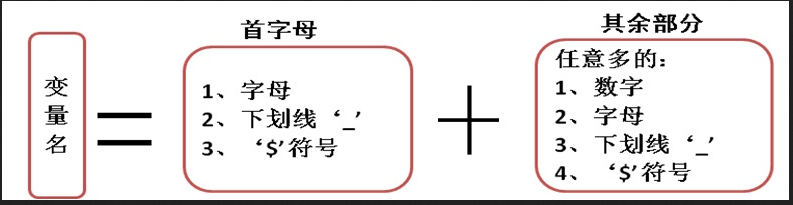 变
量
名
=
首字母
1、字母
2、下划线‘_’
3、‘$’符号
+
其余部分
任意多的:
1、数字
2、字母
3、下划线‘_’
4、‘$’符号